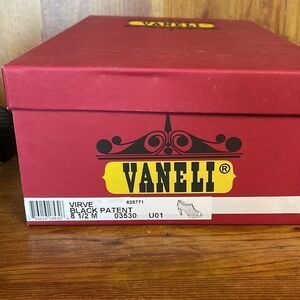 VANELI
VANELI®
VIRVE 625771
BLACK PATENT
8 1/2 M 03530 U01